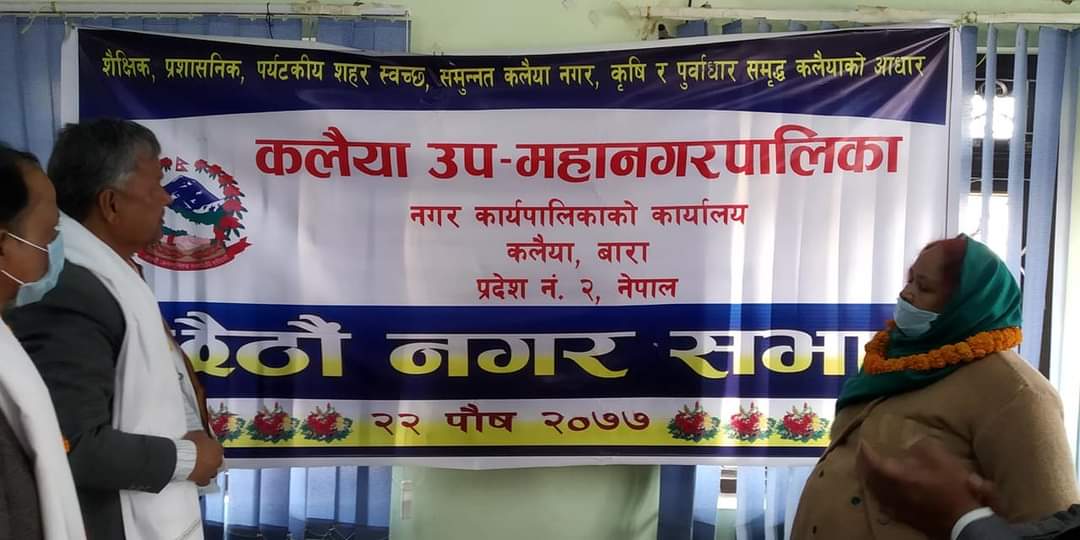 शैक्षिक, प्रशासनिक, पर्यटकीय शहर स्वच्छ, समुन्नत कलैया नगर, कृषि र पुर्वाधार समृद्ध कलैयाको आधार
कलैया उप-महानगरपालिका
नगर कार्यपालिकाको कार्यालय
कलैया, बारा
प्रदेश नं. २, नेपाल
छैठौं नगर सभा
२२ पौष २०७७